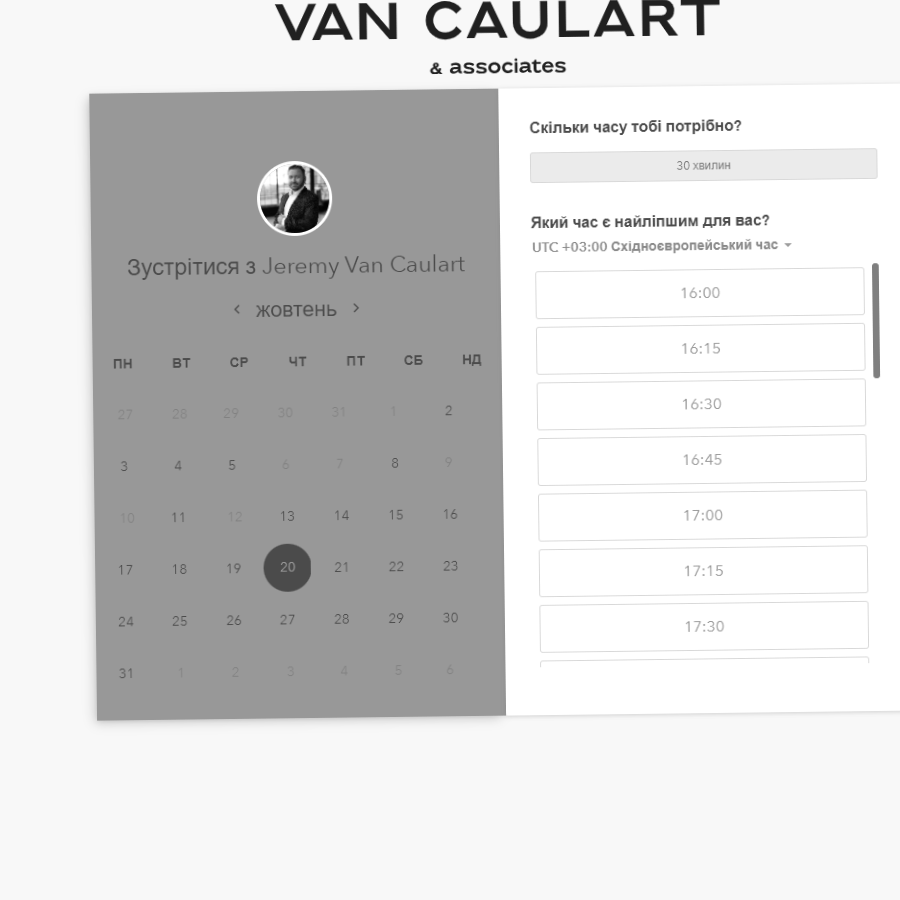 VAN CAULART
& associates
Зустрітися з Jeremy Van Caulart
жовтень
ПН ВТ СР ЧТ ПТ СБ НД
27 28 29 30 31 1 2
3 4 5 6 7 8 9
10 11 12 13 14 15 16
17 18 19 20 21 22 23
24 25 26 27 28 29 30
31 1 2 3 4 5 6
Скільки часу тобі потрібно?
30 хвилин
Який час є найліпшим для вас?
UTC +03:00 Східноєвропейський час
16:00
16:15
16:30
16:45
17:00
17:15
17:30